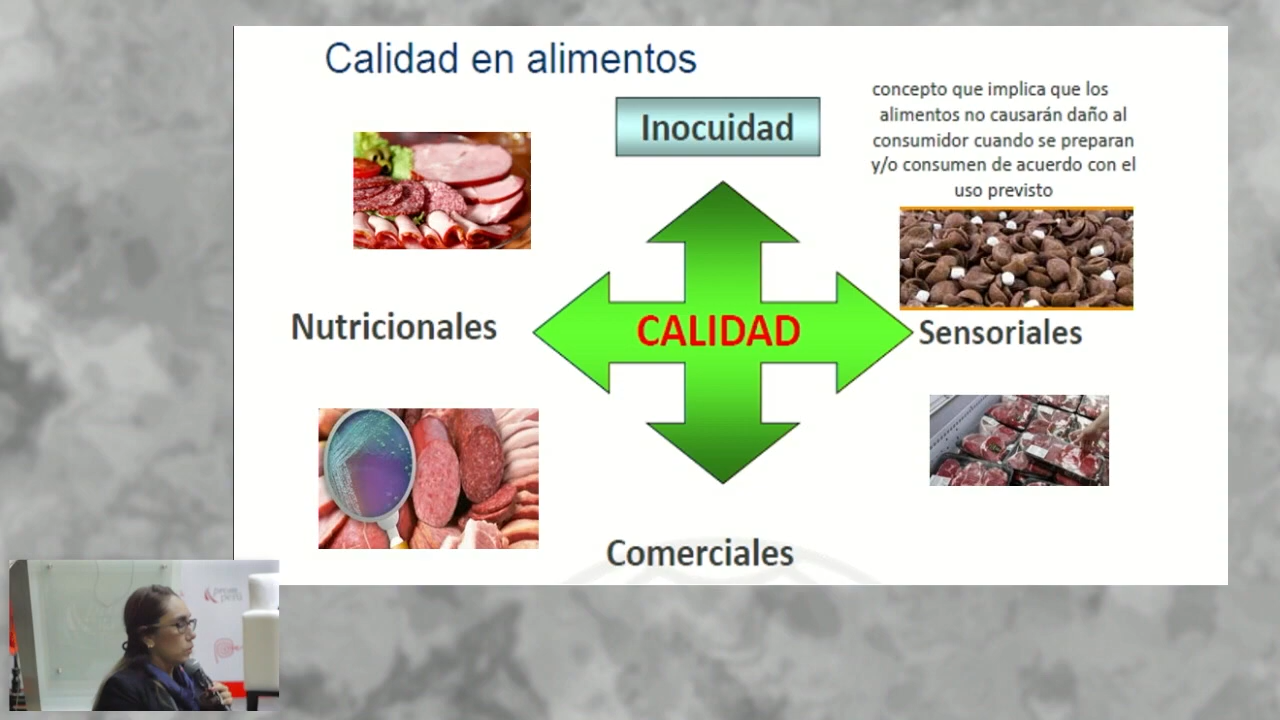 Calidad en alimentos
Inocuidad
concepto que implica que los
alimentos no causarán daño al
consumidor cuando se preparan
y/o consumen de acuerdo con el
uso previsto
Nutricionales
CALIDAD
Sensoriales
Comerciales